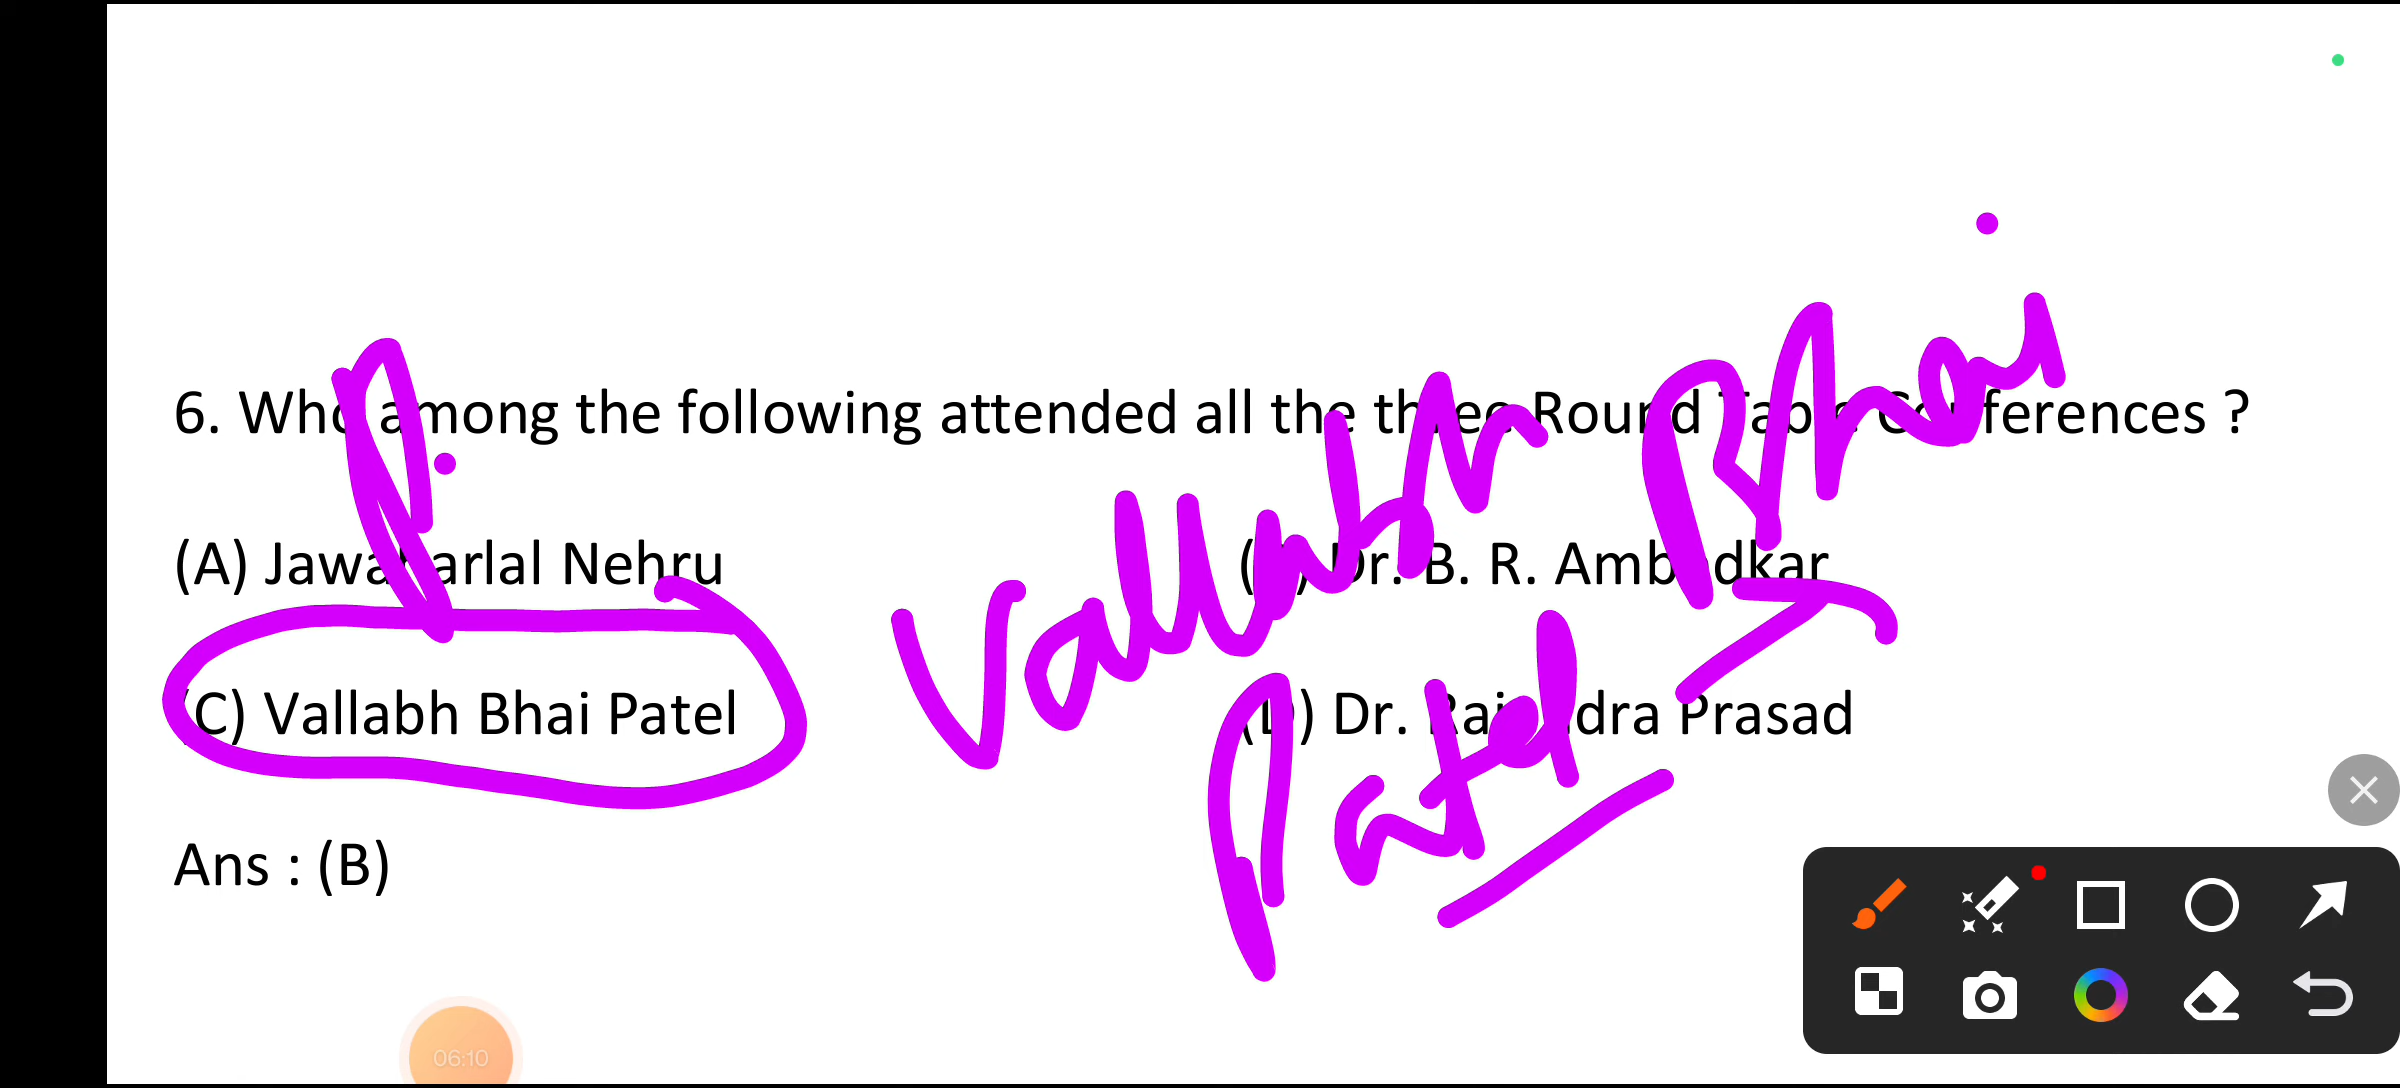 6. Who among the following attended all the three Round Table Conferences ?
(A) Jawaharlal Nehru
(B) Dr. B. R. Ambedkar
(C) Vallabh Bhai Patel
(D) Dr. Rajendra Prasad
Vallabh Bhai
Patel
Ans : (B)
06:10